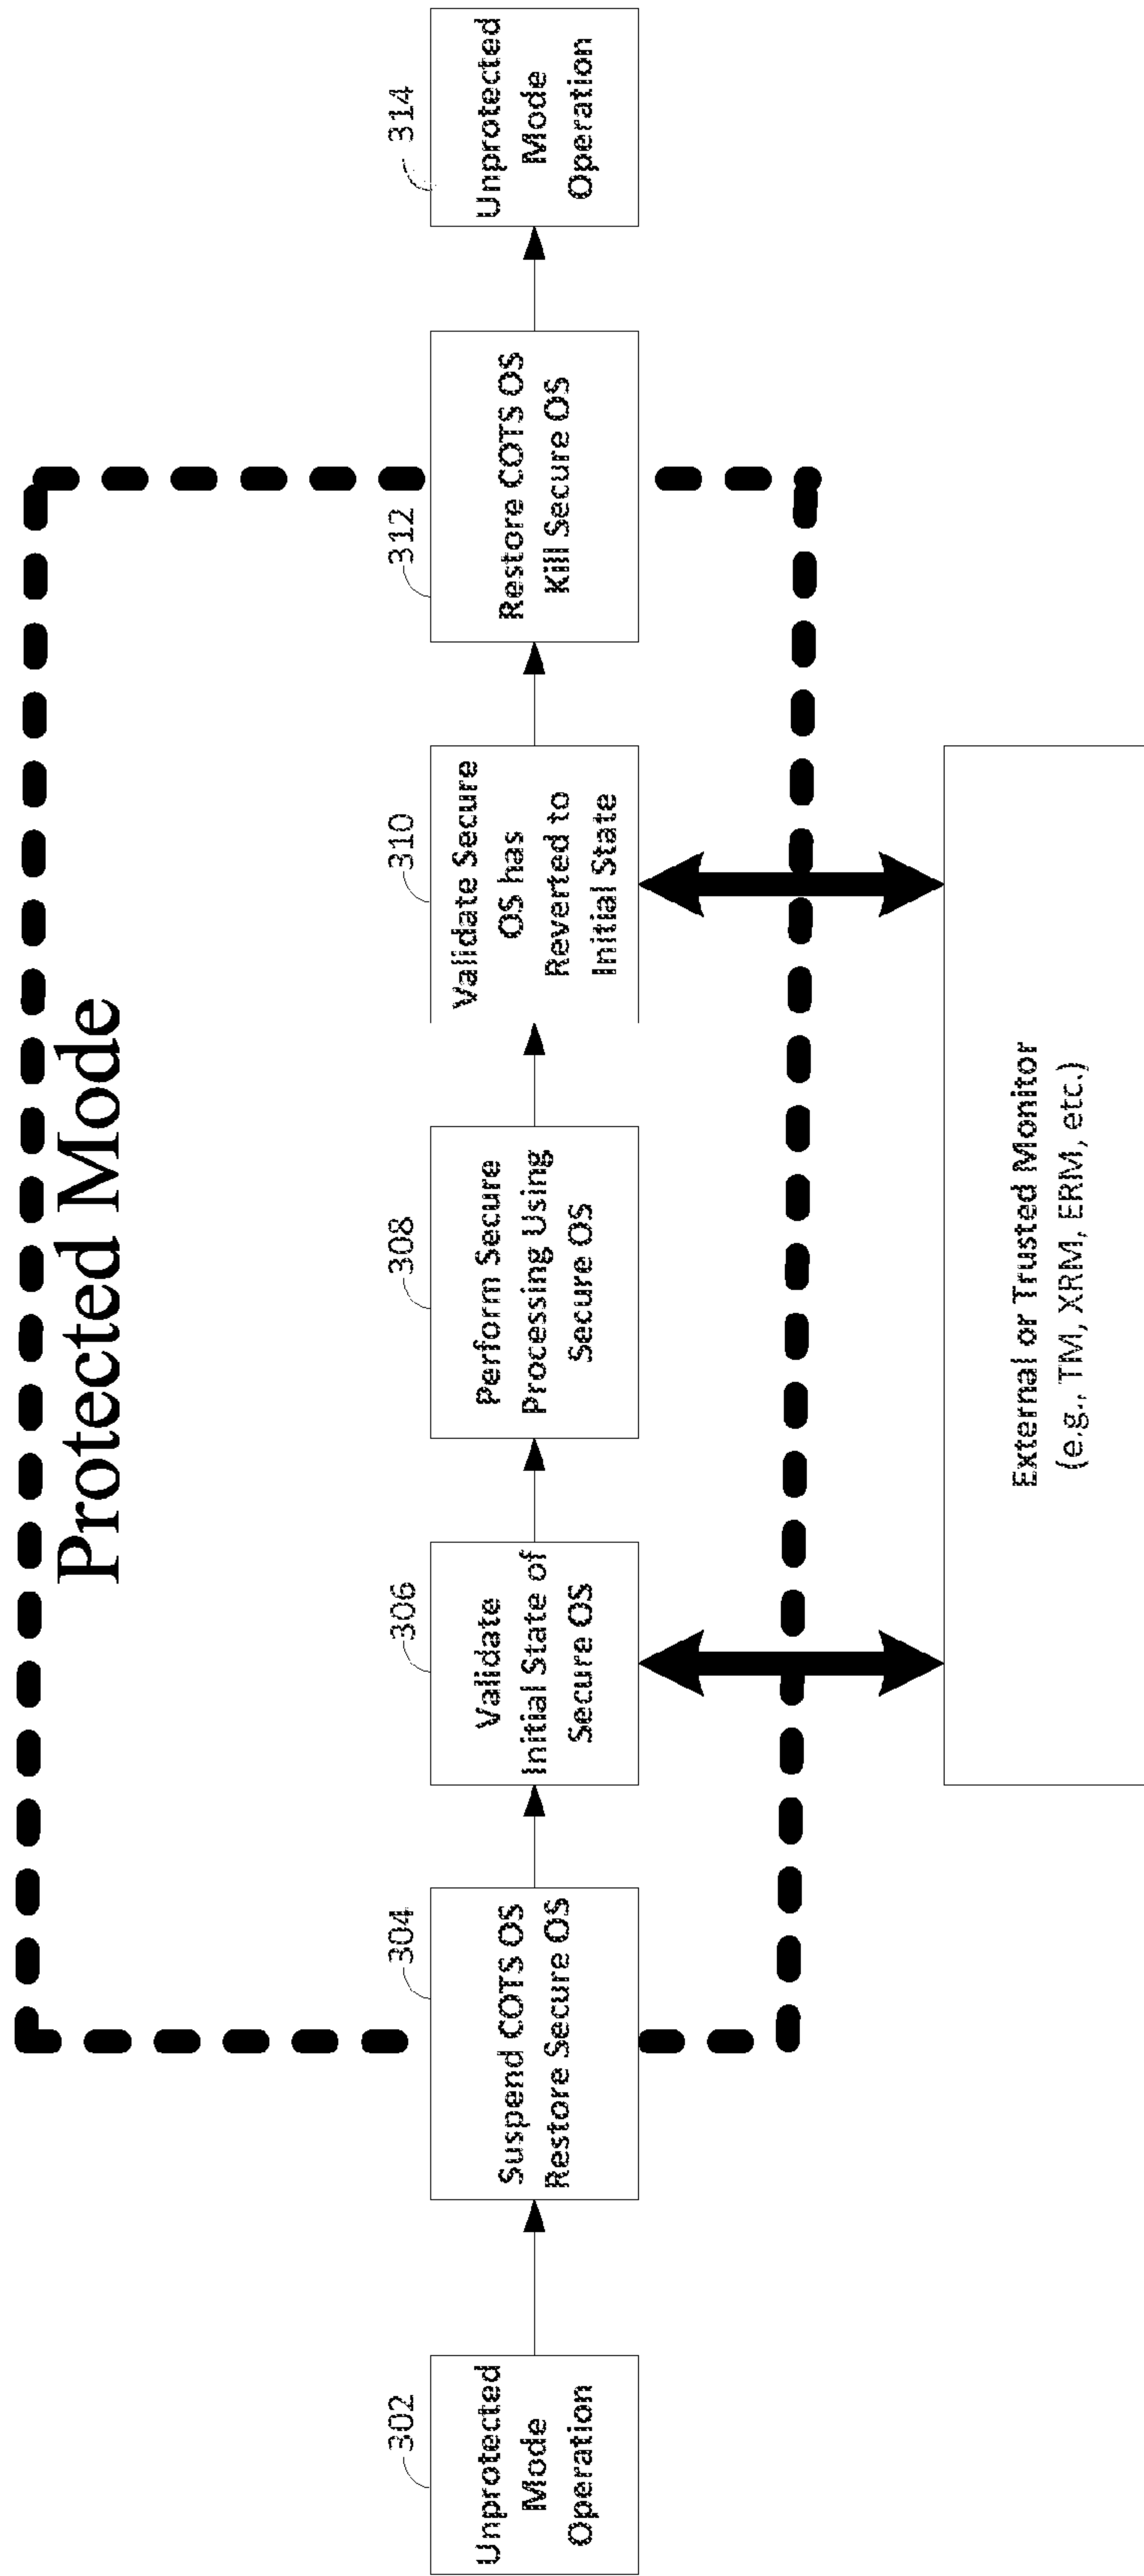 Protected Mode
302
Unprotected
Mode
Operation
304
Suspend COTS OS
Restore Secure OS
306
Validate
Initial State of
Secure OS
308
Perform Secure
Processing Using
Secure OS
310
Validate Secure
OS has
Reverted to
Initial State
312
Restore COTS OS
Kill Secure OS
314
Unprotected
Mode
Operation
External or Trusted Monitor
(e.g., TM, XRM, ERM, etc.)